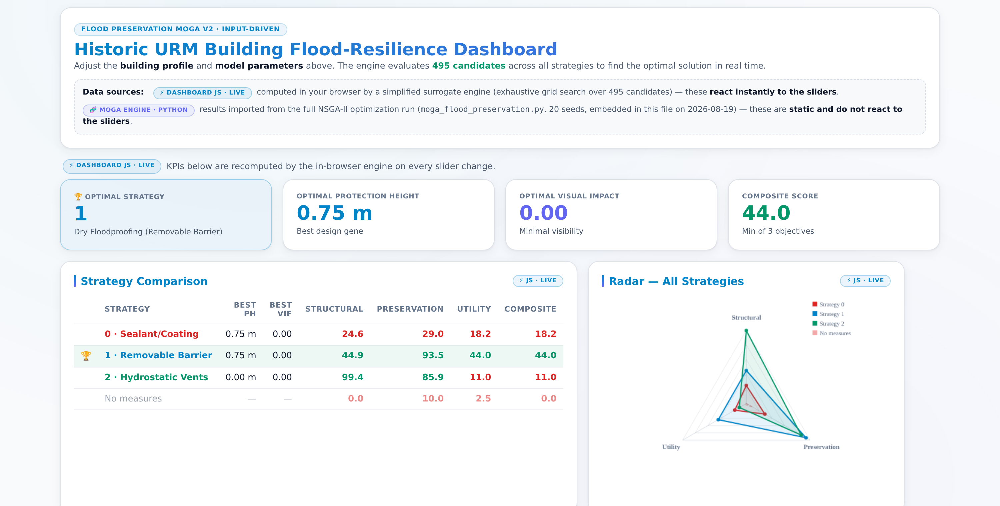 FLOOD PRESERVATION MOGA V2 · INPUT-DRIVEN
Historic URM Building Flood-Resilience Dashboard
Adjust the building profile and model parameters above. The engine evaluates 495 candidates across all strategies to find the optimal solution in real time.
Data sources: ⚡ DASHBOARD JS · LIVE computed in your browser by a simplified surrogate engine (exhaustive grid search over 495 candidates) — these react instantly to the sliders.
🧬 MOGA ENGINE · PYTHON results imported from the full NSGA-II optimization run (moga_flood_preservation.py, 20 seeds, embedded in this file on 2026-08-19) — these are static and do not react to
the sliders.
⚡ DASHBOARD JS · LIVE KPIs below are recomputed by the in-browser engine on every slider change.
🏆 OPTIMAL STRATEGY
1
Dry Floodproofing (Removable Barrier)
OPTIMAL PROTECTION HEIGHT
0.75 m
Best design gene
OPTIMAL VISUAL IMPACT
0.00
Minimal visibility
COMPOSITE SCORE
44.0
Min of 3 objectives
Strategy Comparison
⚡ JS · LIVE
STRATEGY BEST PH BEST VIF STRUCTURAL PRESERVATION UTILITY COMPOSITE
0 · Sealant/Coating 0.75 m 0.00 24.6 29.0 18.2 18.2
🏆 1 · Removable Barrier 0.75 m 0.00 44.9 93.5 44.0 44.0
2 · Hydrostatic Vents 0.00 m 0.00 99.4 85.9 11.0 11.0
No measures — — 0.0 10.0 2.5 0.0
Radar — All Strategies
⚡ JS · LIVE
Strategy 0
Strategy 1
Strategy 2
No measures
Structural
Utility
Preservation